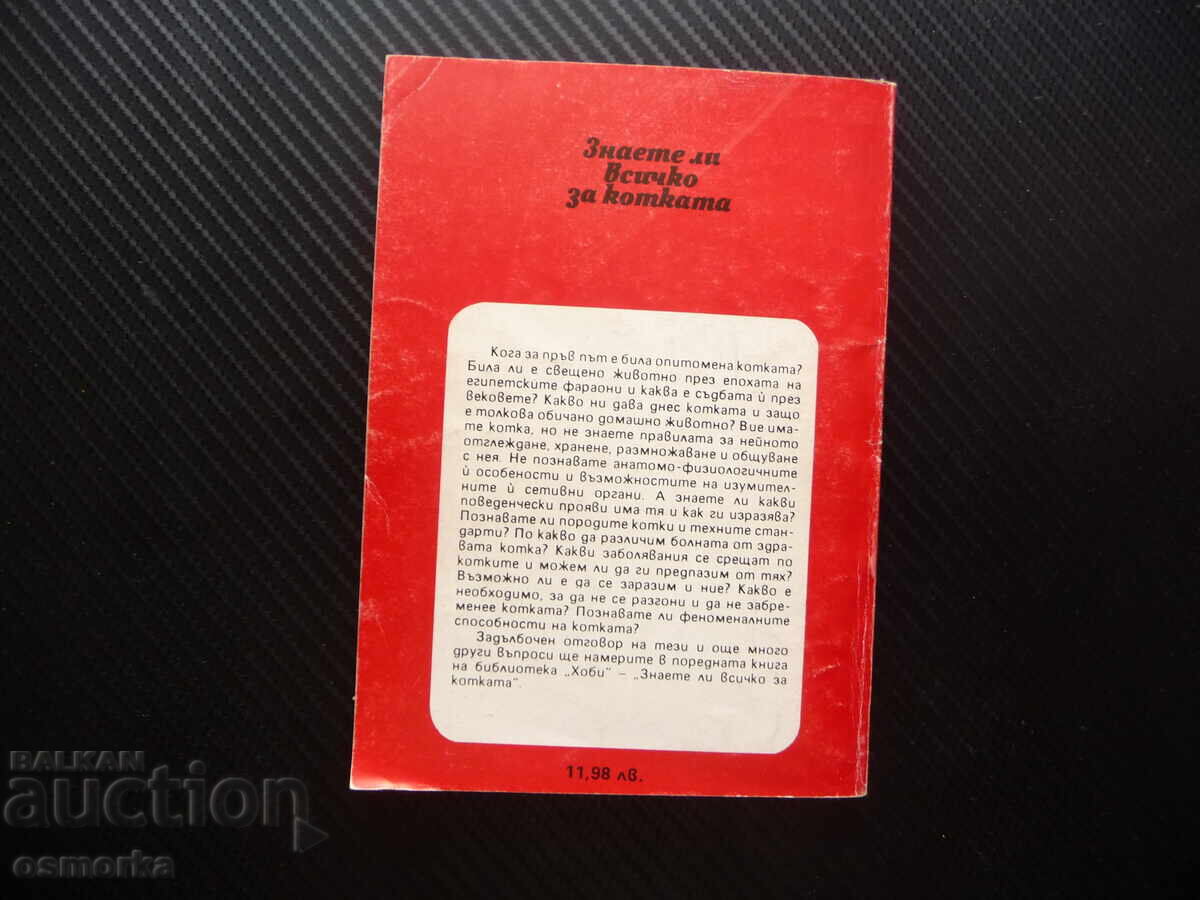 Знаете ли
всичко
за котката
Кога за пръв път е била опитомена котката?
Била ли е свещено животно през епохата на
египетските фараони и каква е съдбата ѝ през
вековете? Какво ни дава днес котката и защо
е толкова обичано домашно животно? Вие има-
те котка, но не знаете правилата за нейното
отглеждане, хранене, размножаване и общуване
с нея. Не познавате анатомо-физиологичните
ѝ особености и възможностите на изумител-
ните ѝ сетивни органи. А знаете ли какви
поведенчески прояви има тя и как ги изразява?
Познавате ли породите котки и техните стан-
дарти? По какво да различим болната от здра-
вата котка? Какви заболявания се срещат по
котките и можем ли да ги предпазим от тях?
Възможно ли е да се заразим и ние? Какво е
необходимо, за да не се разгони и да не забре-
менее котката? Познавате ли феноменалните
способности на котката?
Задълбочен отговор на тези и още много
други въпроси ще намерите в поредната книга
на библиотека „Хоби" – „Знаете ли всичко за
котката".
11,98 лв.
BALKAN
auction
osmorka